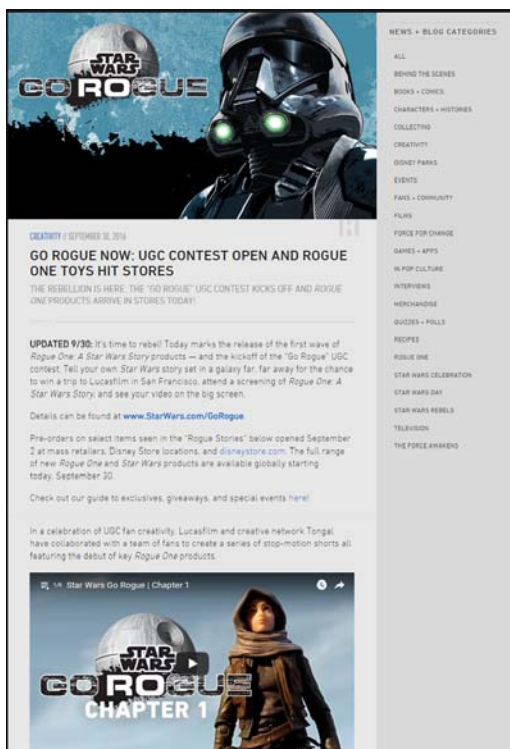 STAR
WARS
GO ROGUE
CREATIVITY // SEPTEMBER 30, 2016
GO ROGUE NOW: UGC CONTEST OPEN AND ROGUE
ONE TOYS HIT STORES
THE REBELLION IS HERE: THE "GO ROGUE" UGC CONTEST KICKS OFF AND ROGUE
ONE PRODUCTS ARRIVE IN STORES TODAY!
UPDATED 9/30: It's time to rebel! Today marks the release of the first wave of
Rogue One: A Star Wars Story products — and the kickoff of the "Go Rogue" UGC
contest. Tell your own Star Wars story set in a galaxy far, far away for the chance
to win a trip to Lucasfilm in San Francisco, attend a screening of Rogue One: A
Star Wars Story, and see your video on the big screen.
Details can be found at www.StarWars.com/GoRogue.
Pre-orders on select items seen in the "Rogue Stories" below opened September
2 at mass retailers, Disney Store locations, and disneystore.com. The full range
of new Rogue One and Star Wars products are available globally starting
today, September 30.
Check out our guide to exclusives, giveaways, and special events here!
In a celebration of UGC fan creativity, Lucasfilm and creative network Tongal
have collaborated with a team of fans to create a series of stop-motion shorts all
featuring the debut of key Rogue One products.
Star Wars Go Rogue | Chapter 1
STAR
WARS
GO ROGUE
CHAPTER 1
NEWS + BLOG CATEGORIES
ALL
BEHIND THE SCENES
BOOKS + COMICS
CHARACTERS + HISTORIES
COLLECTING
CREATIVITY
DISNEY PARKS
EVENTS
FANS + COMMUNITY
FILMS
FORCE FOR CHANGE
GAMES + APPS
IN POP CULTURE
INTERVIEWS
MERCHANDISE
QUIZZES + POLLS
RECIPES
ROGUE ONE
STAR WARS CELEBRATION
STAR WARS DAY
STAR WARS REBELS
TELEVISION
THE FORCE AWAKENS